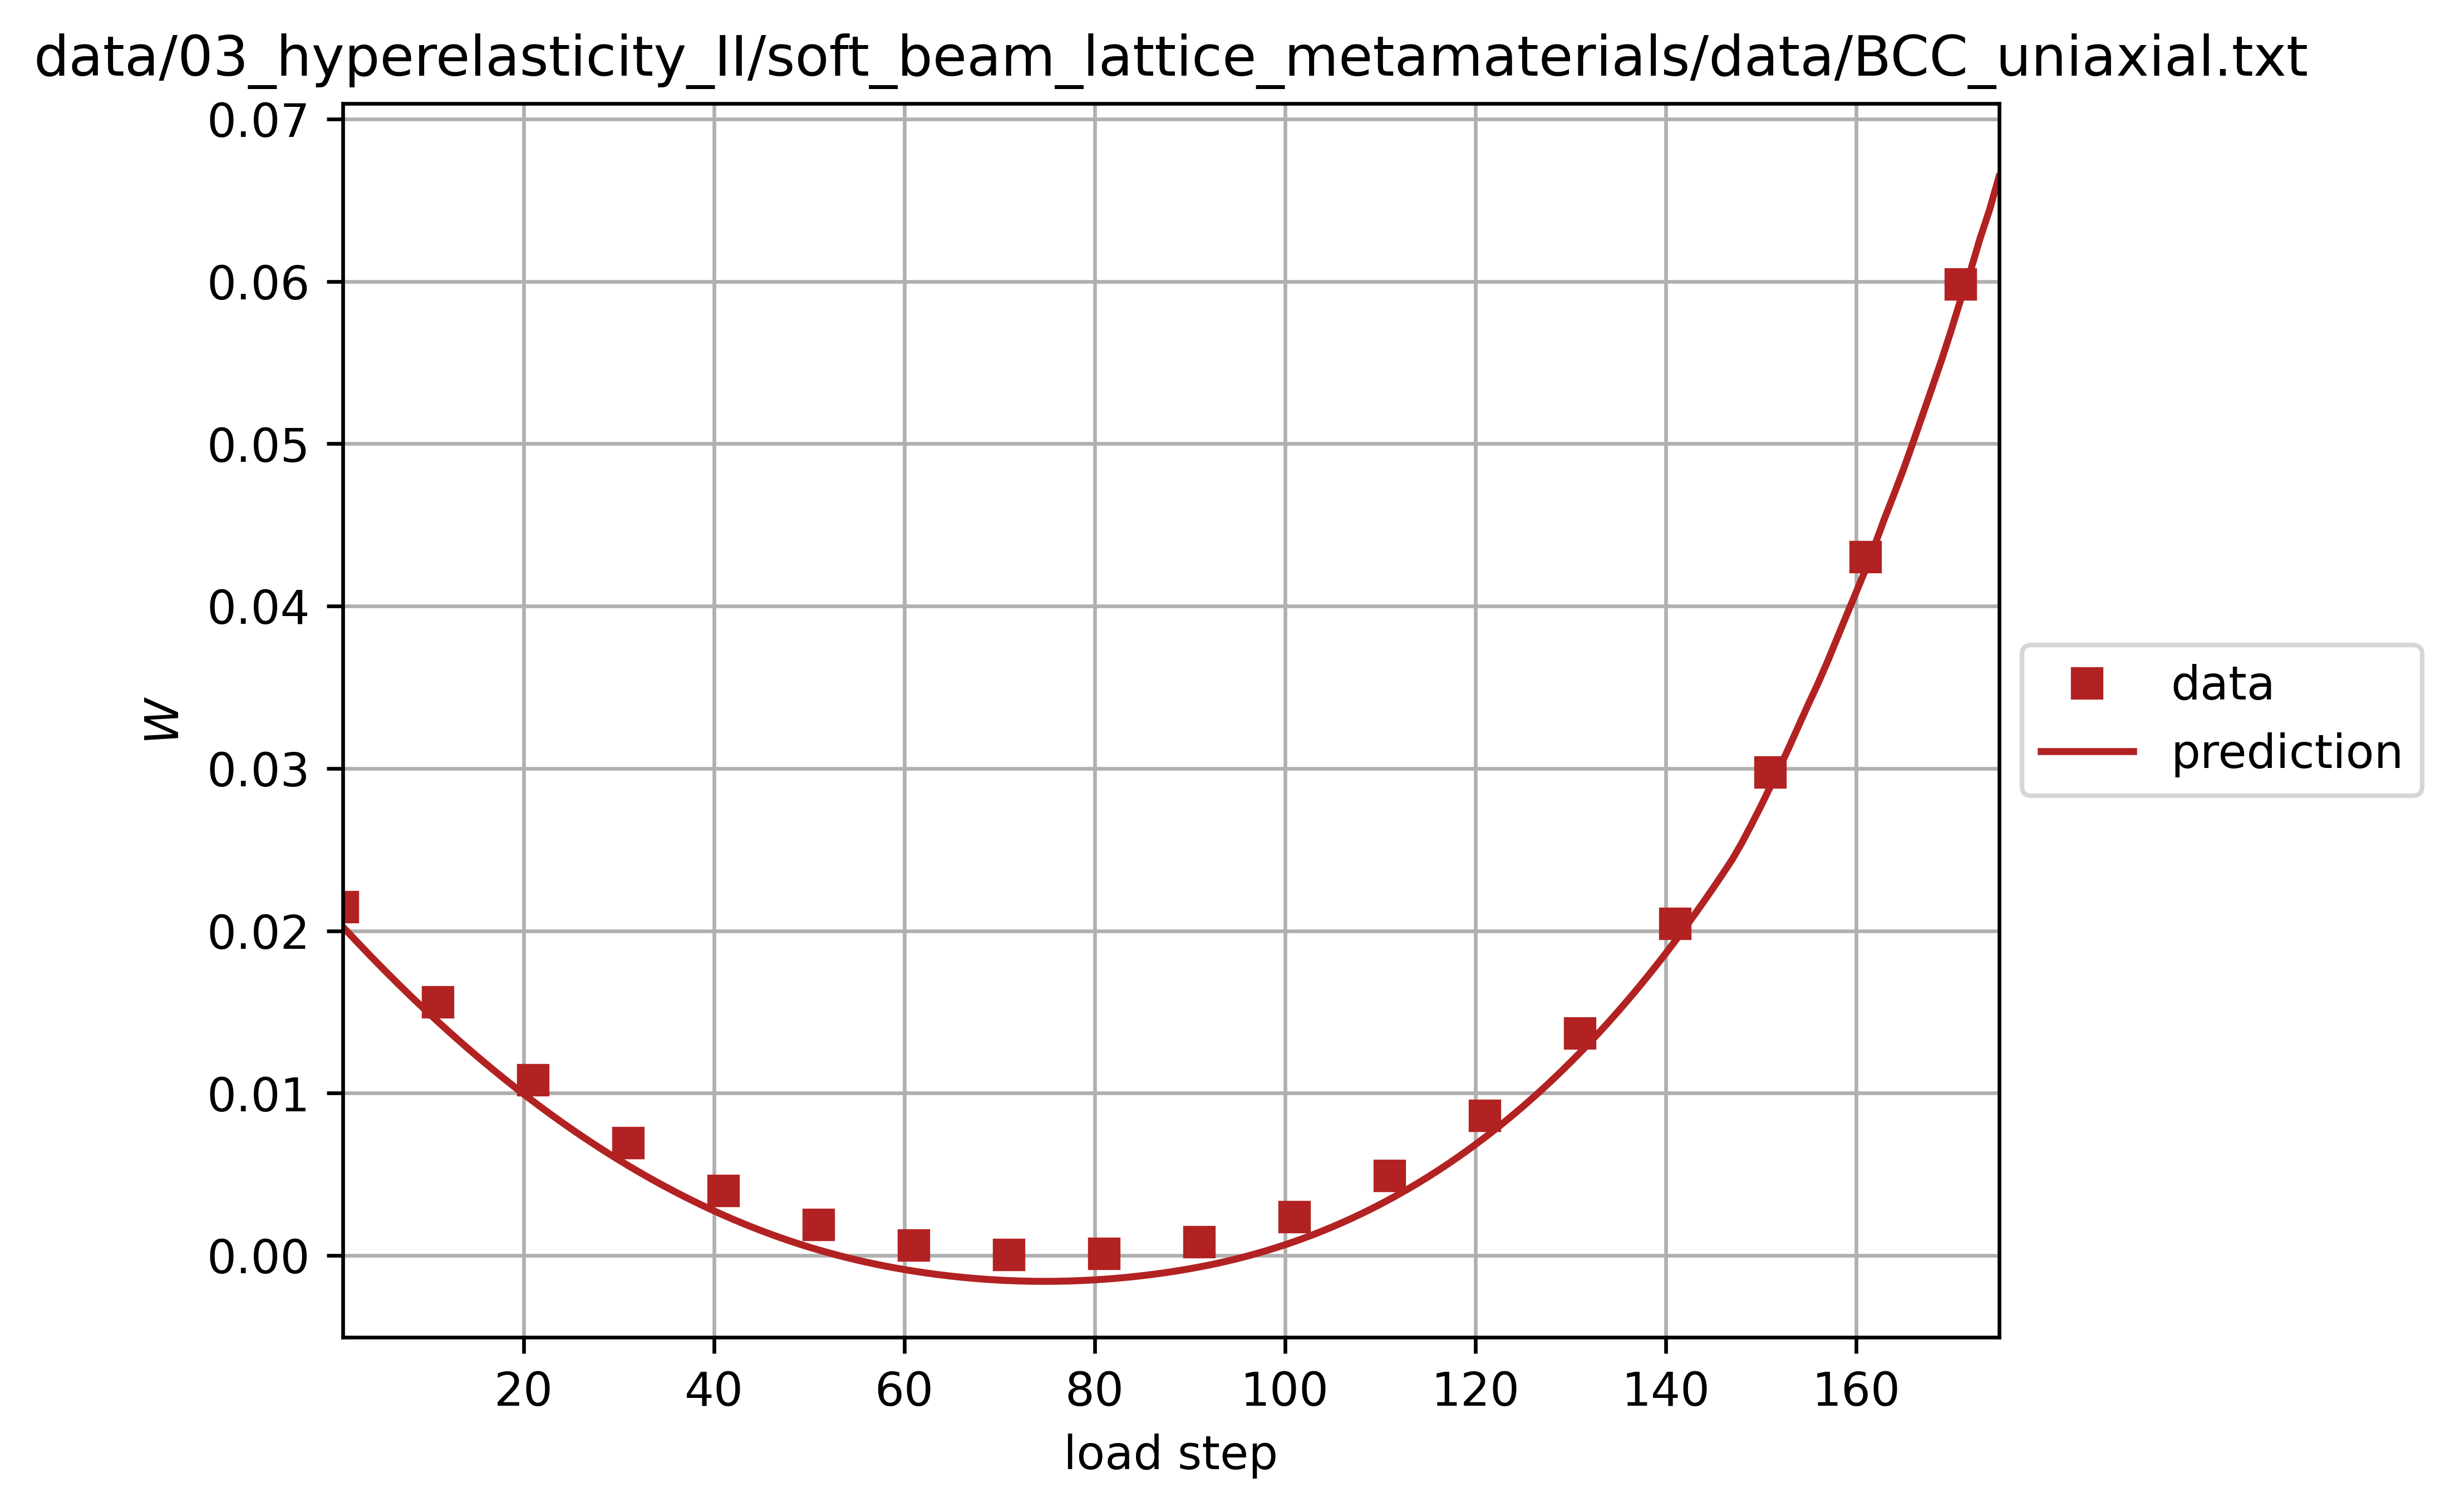 data/03_hyperelasticity_II/soft_beam_lattice_metamaterials/data/BCC_uniaxial.txt
0.07
0.06
0.05
0.04
0.03
0.02
0.01
0.00
W
20 40 60 80 100 120 140 160
load step
data
prediction